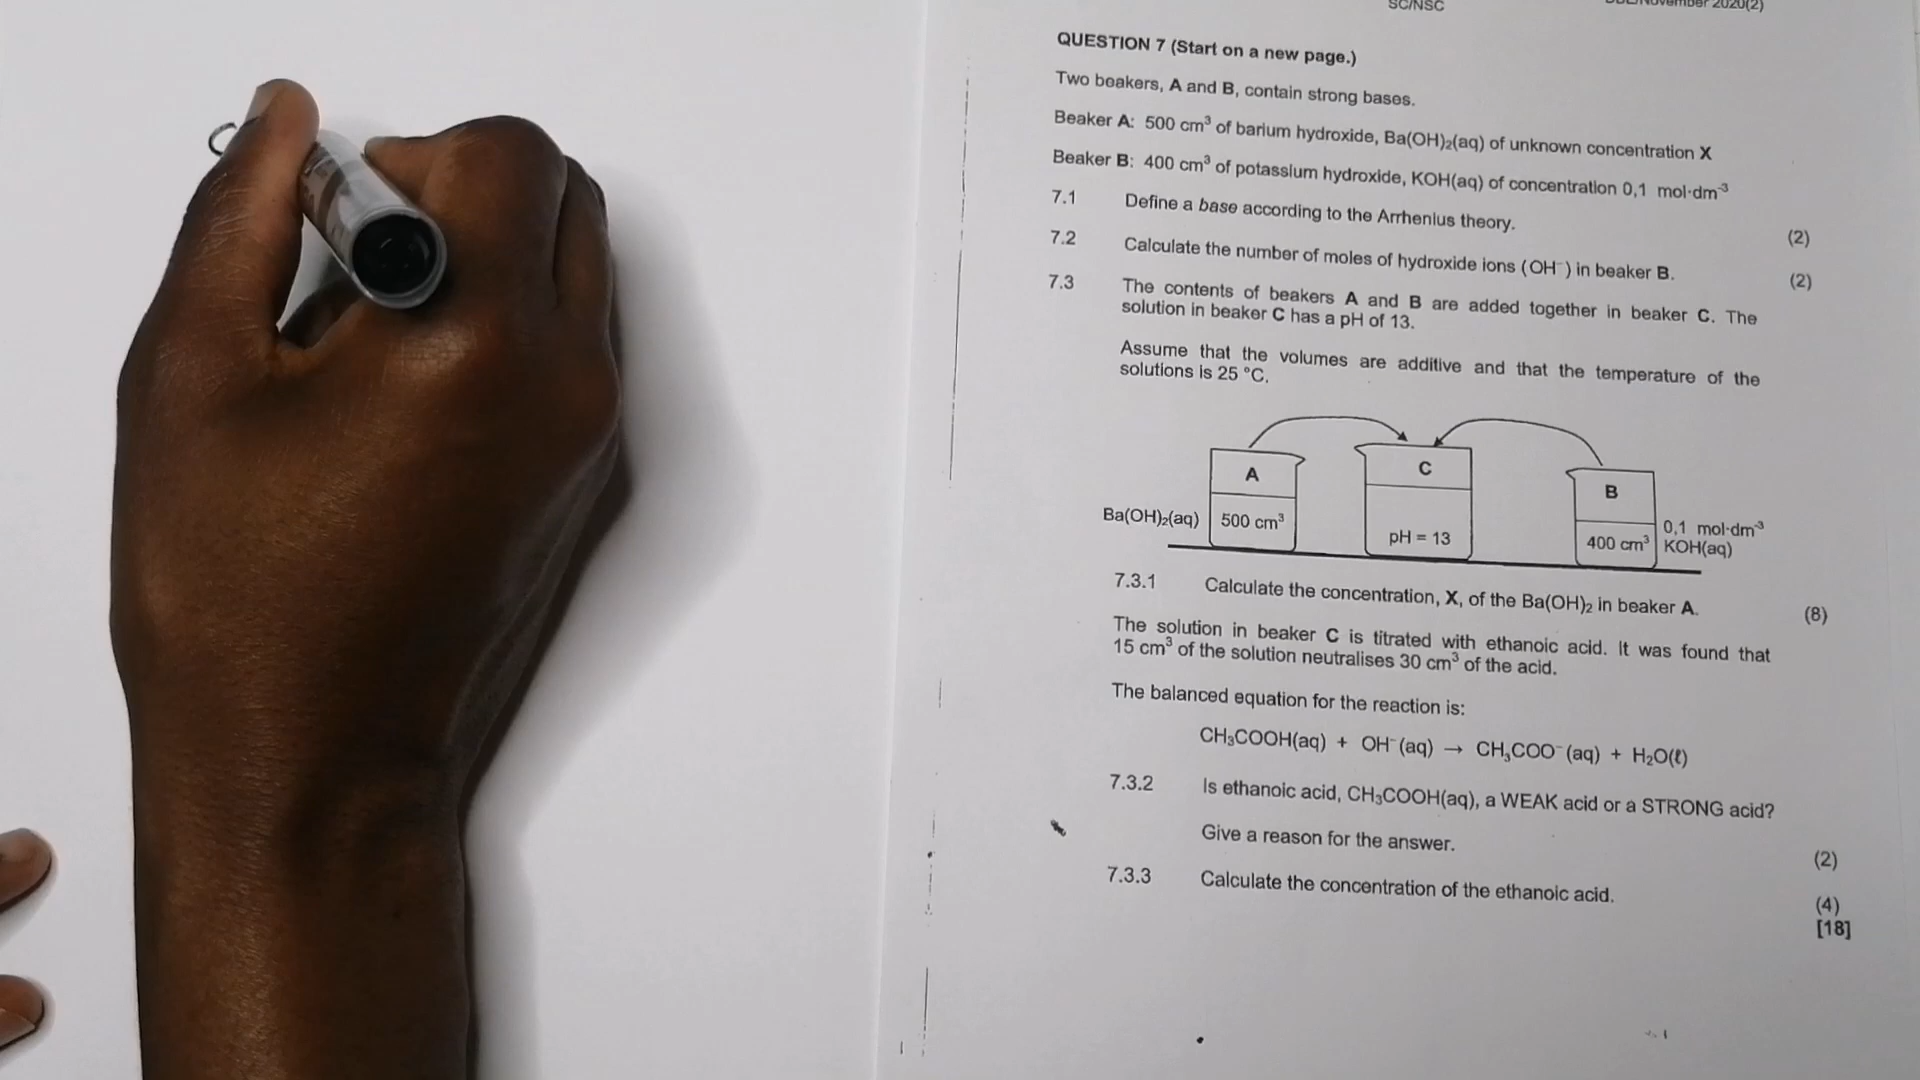 SC/NSC
November 2020(2)
QUESTION 7 (Start on a new page.)
Two beakers, A and B, contain strong bases.
Beaker A: 500 cm³ of barium hydroxide, Ba(OH)₂(aq) of unknown concentration X
Beaker B: 400 cm³ of potassium hydroxide, KOH(aq) of concentration 0,1 mol·dm⁻³
7.1 Define a base according to the Arrhenius theory. (2)
7.2 Calculate the number of moles of hydroxide ions (OH⁻) in beaker B. (2)
7.3 The contents of beakers A and B are added together in beaker C. The
solution in beaker C has a pH of 13.
Assume that the volumes are additive and that the temperature of the
solutions is 25 °C.
A
C
B
Ba(OH)₂(aq)
500 cm³
pH = 13
400 cm³
0,1 mol·dm⁻³
KOH(aq)
7.3.1 Calculate the concentration, X, of the Ba(OH)₂ in beaker A. (8)
The solution in beaker C is titrated with ethanoic acid. It was found that
15 cm³ of the solution neutralises 30 cm³ of the acid.
The balanced equation for the reaction is:
CH₃COOH(aq) + OH⁻(aq) → CH₃COO⁻(aq) + H₂O(ℓ)
7.3.2 Is ethanoic acid, CH₃COOH(aq), a WEAK acid or a STRONG acid?
Give a reason for the answer. (2)
7.3.3 Calculate the concentration of the ethanoic acid. (4)
[18]